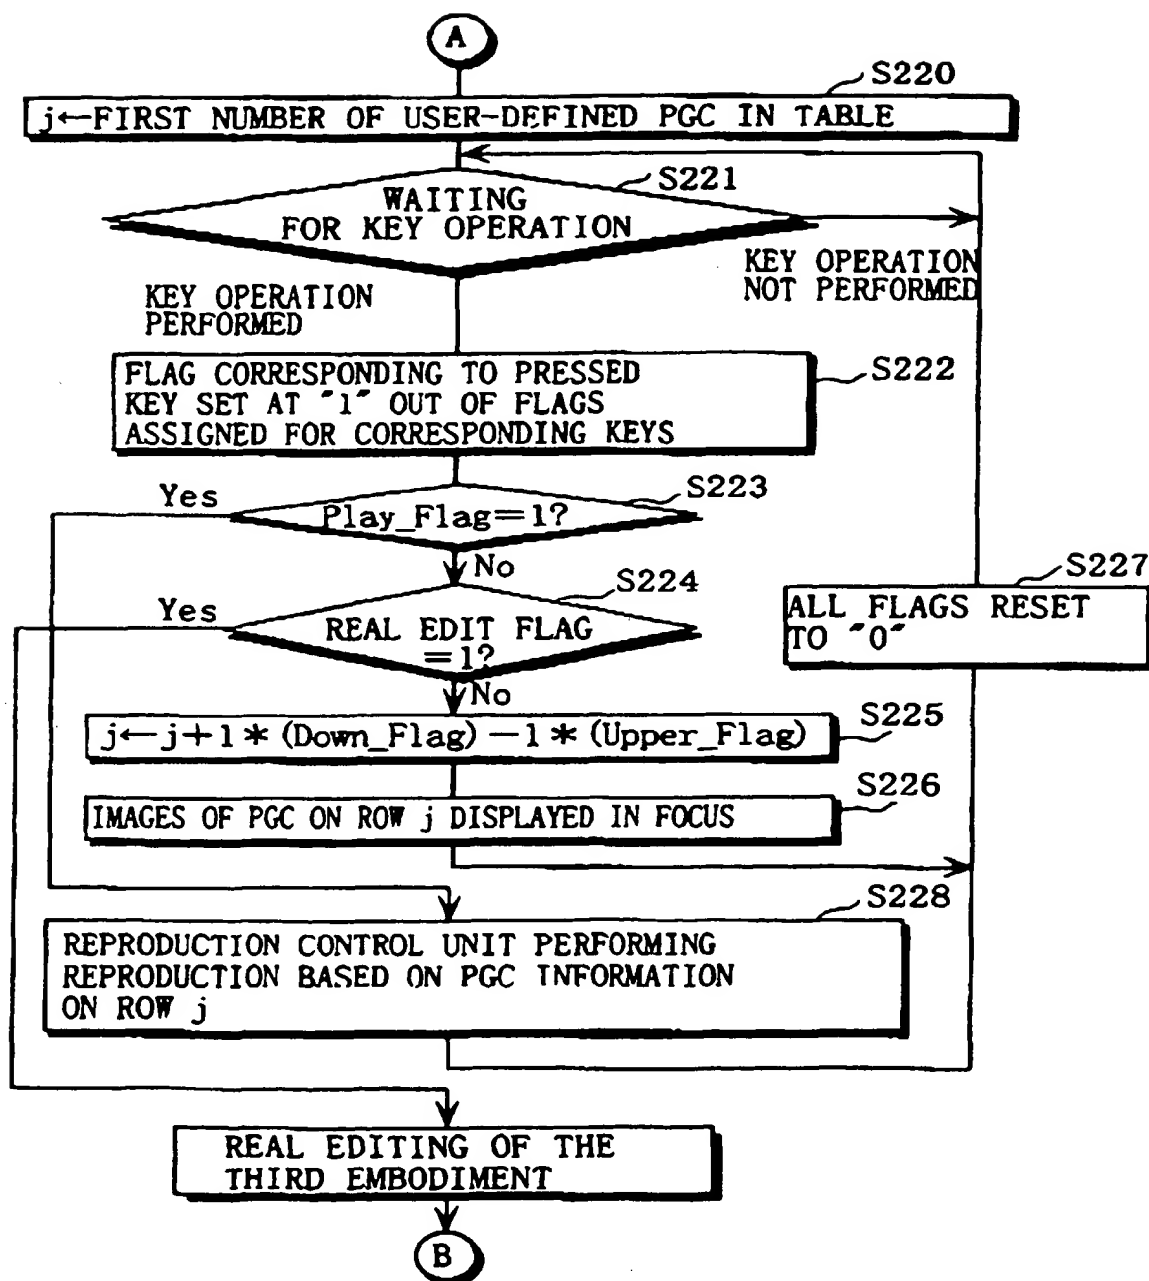 A
S220
j←FIRST NUMBER OF USER-DEFINED PGC IN TABLE
S221
WAITING
FOR KEY OPERATION
KEY OPERATION
NOT PERFORMED
KEY OPERATION
PERFORMED
S222
FLAG CORRESPONDING TO PRESSED
KEY SET AT "1" OUT OF FLAGS
ASSIGNED FOR CORRESPONDING KEYS
S223
Yes
Play_Flag=1?
No
S224
Yes
REAL EDIT FLAG
=1?
No
S227
ALL FLAGS RESET
TO "0"
S225
j←j+1*(Down_Flag)-1*(Upper_Flag)
S226
IMAGES OF PGC ON ROW j DISPLAYED IN FOCUS
S228
REPRODUCTION CONTROL UNIT PERFORMING
REPRODUCTION BASED ON PGC INFORMATION
ON ROW j
REAL EDITING OF THE
THIRD EMBODIMENT
B